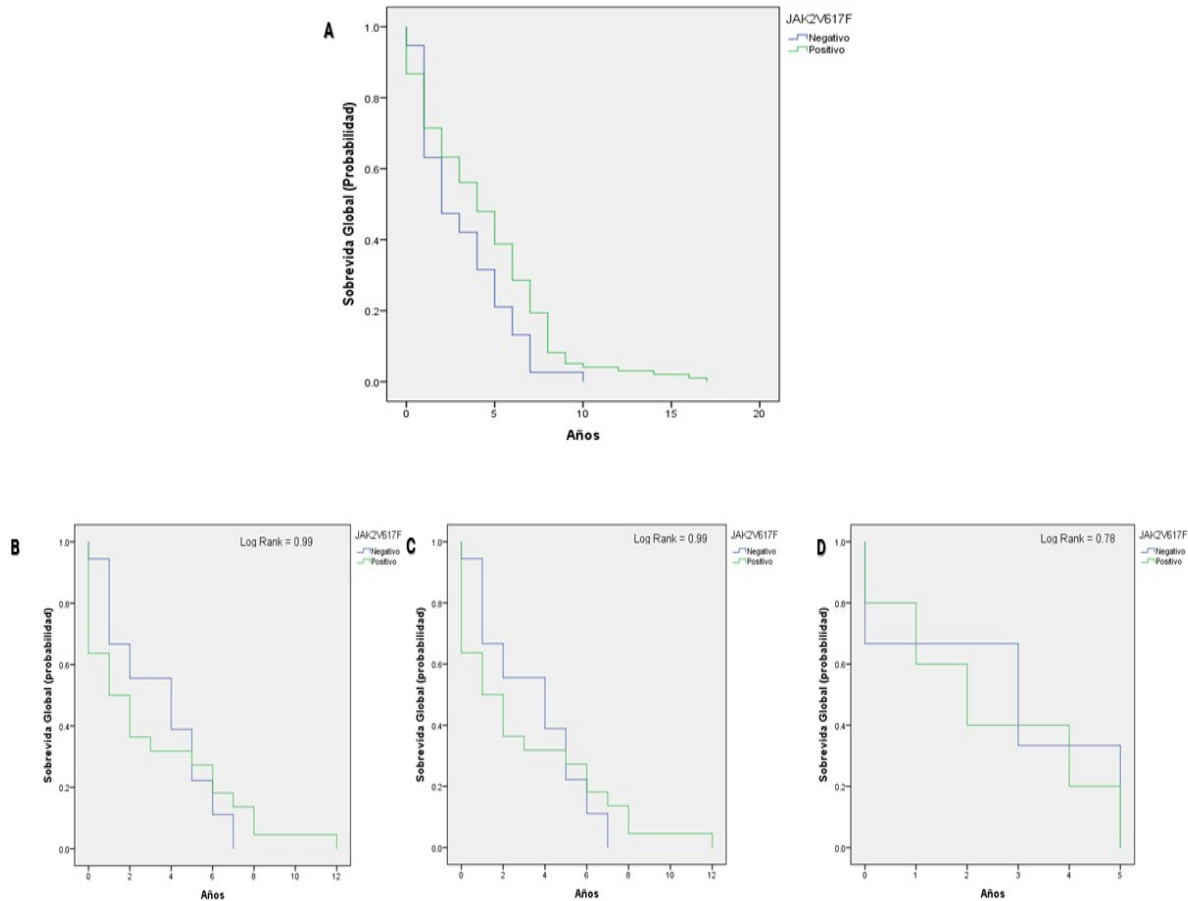 A
JAK2V617F
Negativo
Positivo
Sobrevida Global (Probabilidad)
1.0
0.8
0.6
0.4
0.2
0.0
0 5 10 15 20
Años
B
Log Rank = 0.99
JAK2V617F
Negativo
Positivo
Sobrevida Global (probabilidad)
1.0
0.8
0.6
0.4
0.2
0.0
0 2 4 6 8 10 12
Años
C
Log Rank = 0.99
JAK2V617F
Negativo
Positivo
Sobrevida Global (probabilidad)
1.0
0.8
0.6
0.4
0.2
0.0
0 2 4 6 8 10 12
Años
D
Log Rank = 0.78
JAK2V617F
Negativo
Positivo
Sobrevida Global (probabilidad)
1.0
0.8
0.6
0.4
0.2
0.0
0 1 2 3 4 5
Años